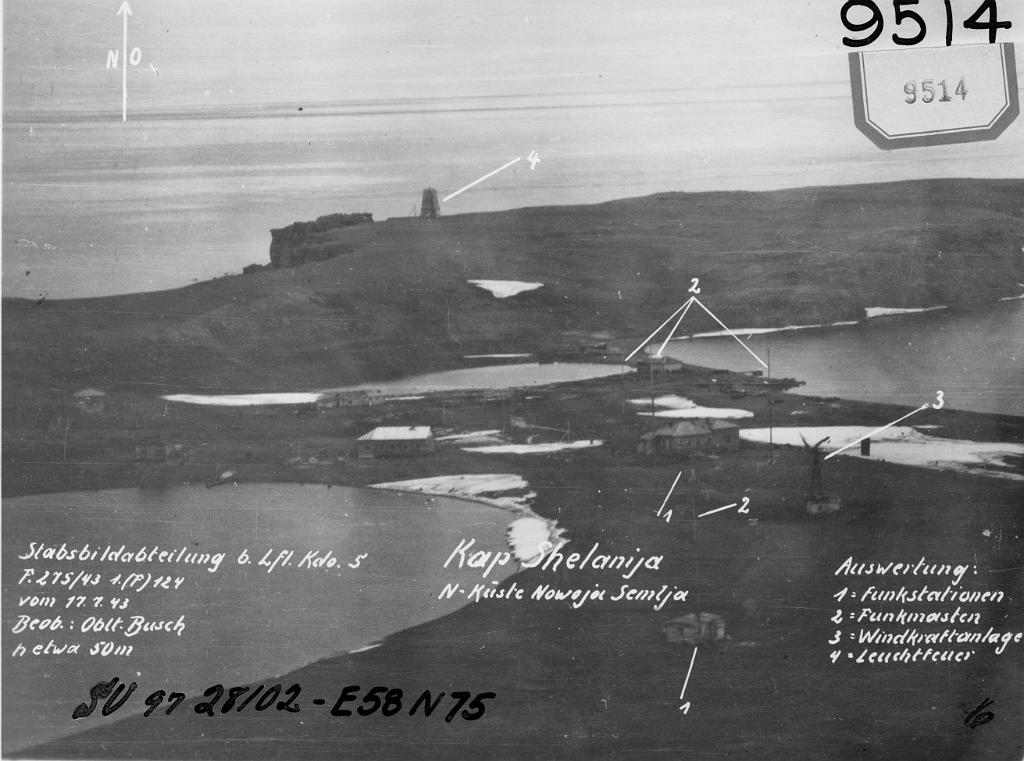 9514
9514
N O
4
2
3
1
2
Stabsbildabteilung b. Lfl. Kdo. 5
F: 275/43 1.(F) 124
vom 17.7.43
Beob.: Oblt. Busch
h etwa 50m
Kap Shelanija
N-Küste Nowoja Semlja
Auswertung:
1 = Funkstationen
2 = Funkmasten
3 = Windkraftanlage
4 = Leuchtfeuer
1
SU 97 28/02 - E58 N75